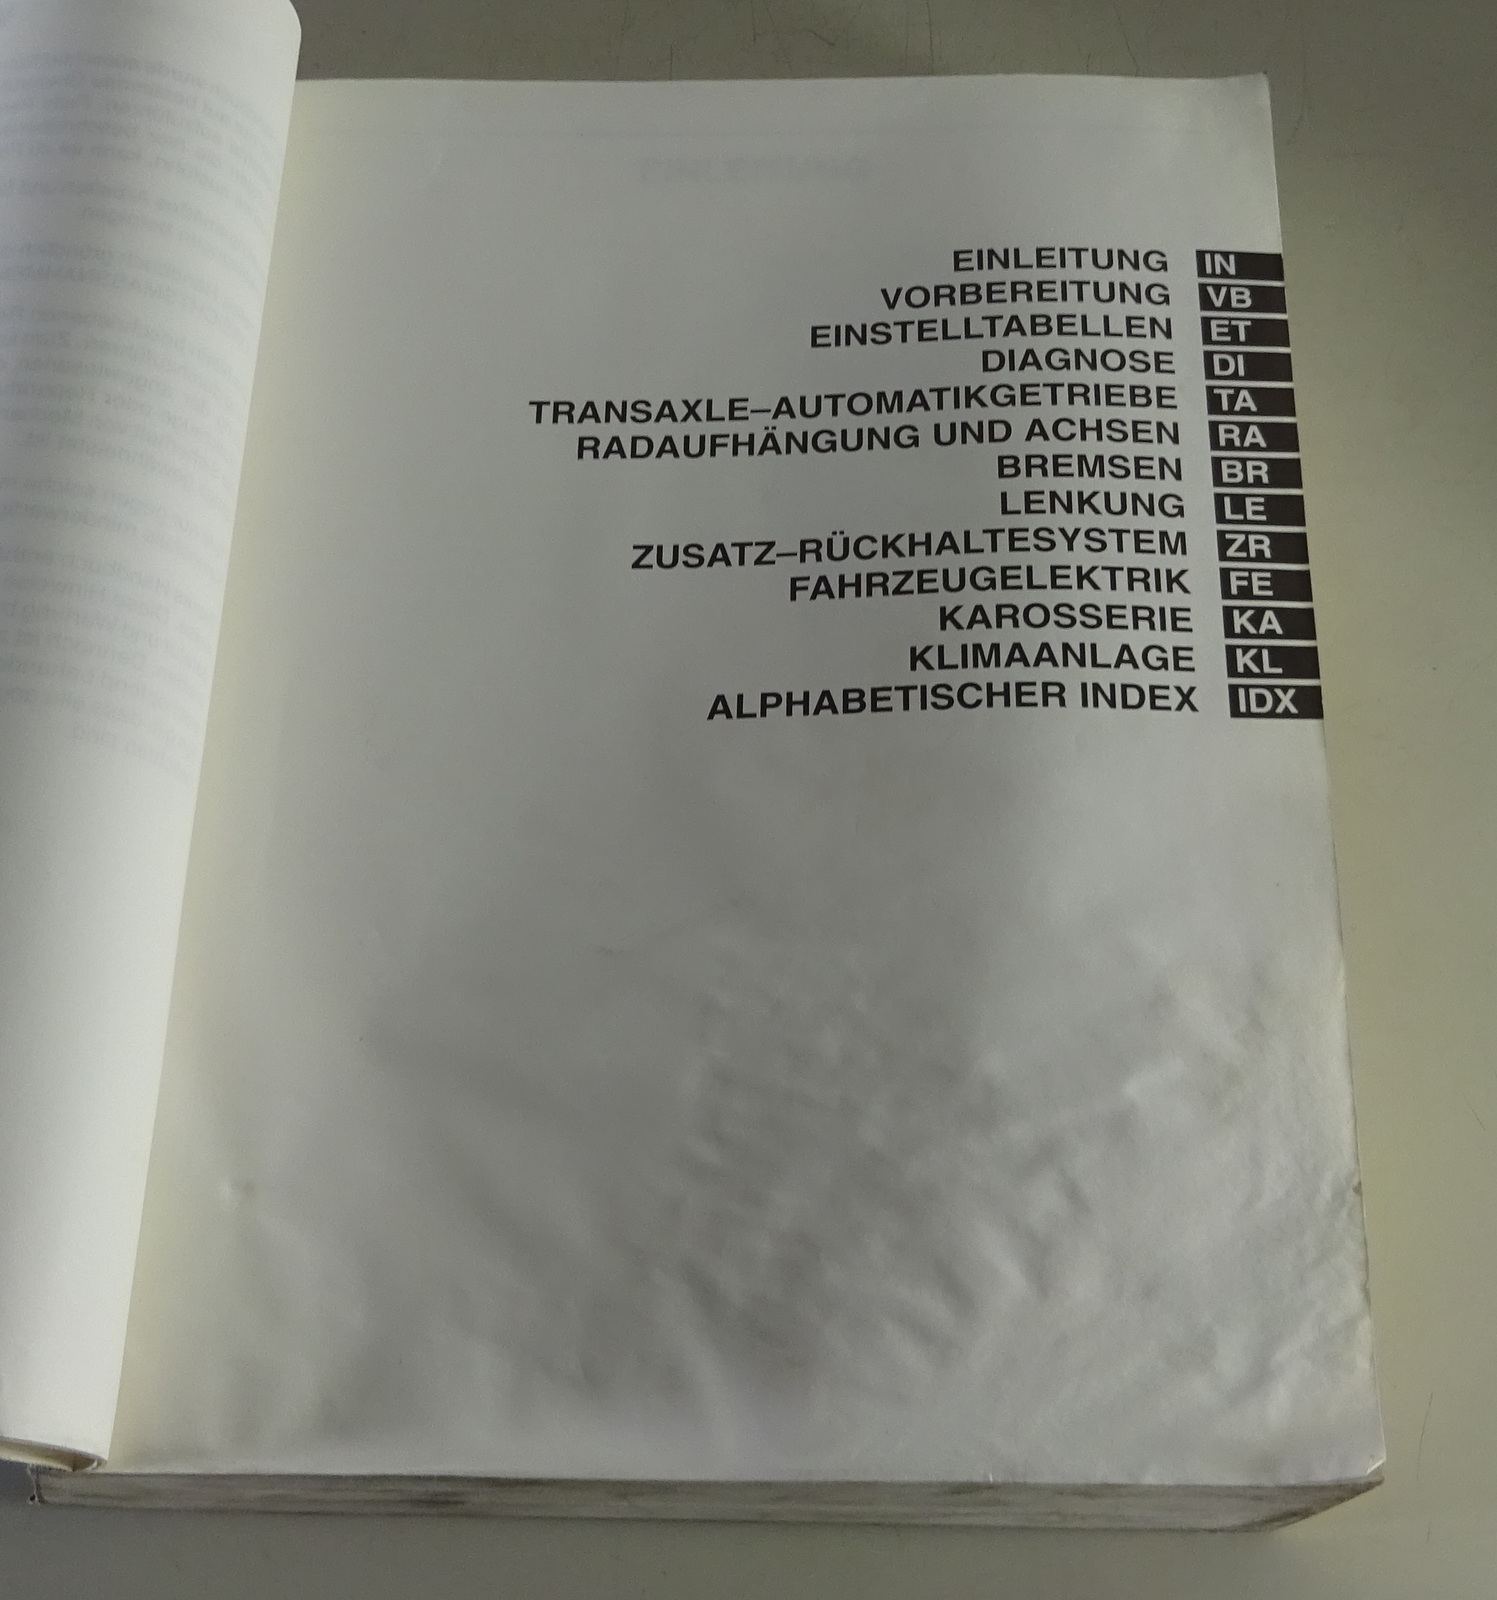 EINLEITUNG IN
VORBEREITUNG VB
EINSTELLTABELLEN ET
DIAGNOSE DI
TRANSAXLE–AUTOMATIKGETRIEBE TA
RADAUFHÄNGUNG UND ACHSEN RA
BREMSEN BR
LENKUNG LE
ZUSATZ–RÜCKHALTESYSTEM ZR
FAHRZEUGELEKTRIK FE
KAROSSERIE KA
KLIMAANLAGE KL
ALPHABETISCHER INDEX IDX